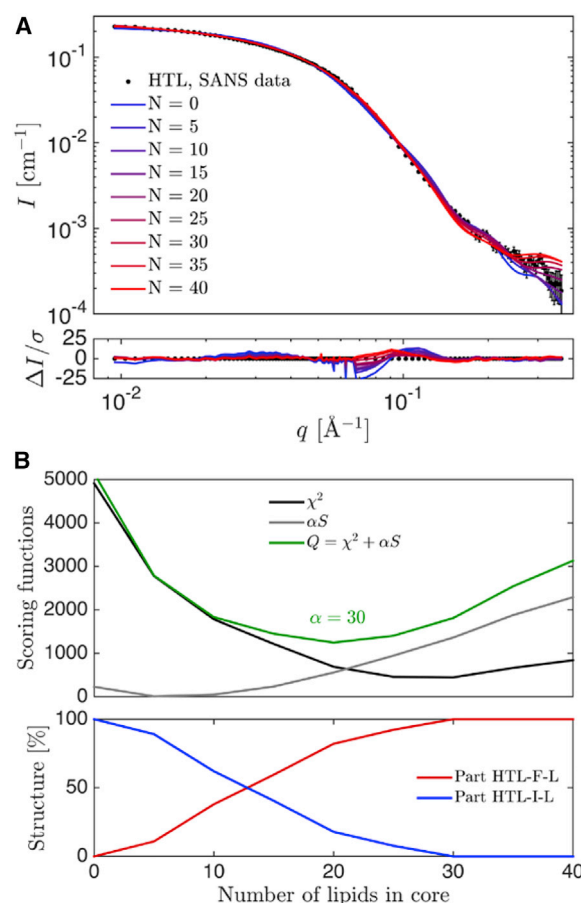 A
10⁻¹
10⁻²
10⁻³
10⁻⁴
I [cm⁻¹]
HTL, SANS data
N = 0
N = 5
N = 10
N = 15
N = 20
N = 25
N = 30
N = 35
N = 40
25
0
-25
ΔI/σ
10⁻²
10⁻¹
q [Å⁻¹]
B
5000
4000
3000
2000
1000
0
Scoring functions
χ²
αS
Q = χ² + αS
α = 30
100
50
0
Structure [%]
Part HTL-F-L
Part HTL-I-L
0 10 20 30 40
Number of lipids in core